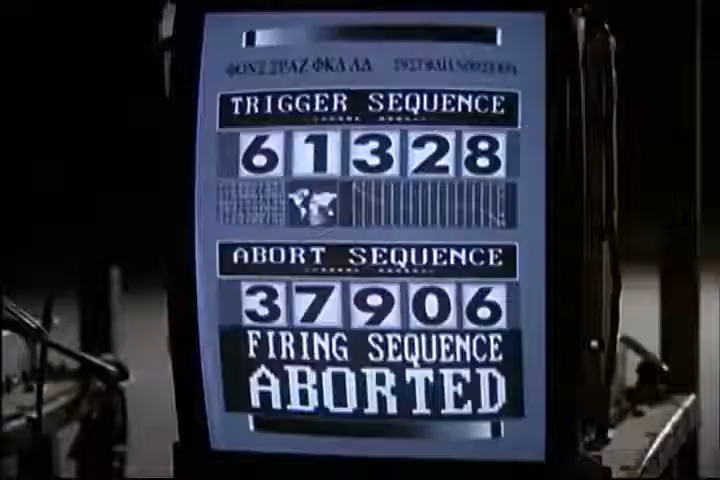 TRIGGER SEQUENCE
61328
ABORT SEQUENCE
37906
FIRING SEQUENCE
ABORTED